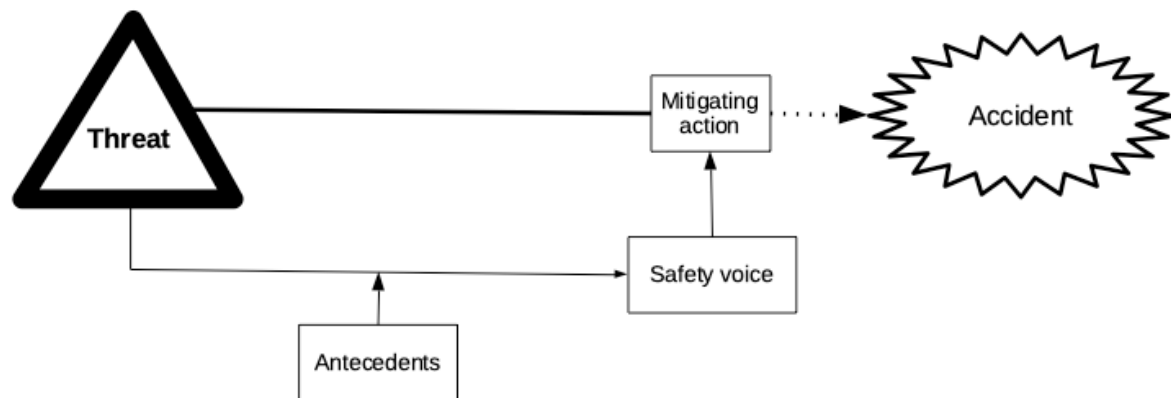 Threat
Mitigating
action
Accident
Safety voice
Antecedents